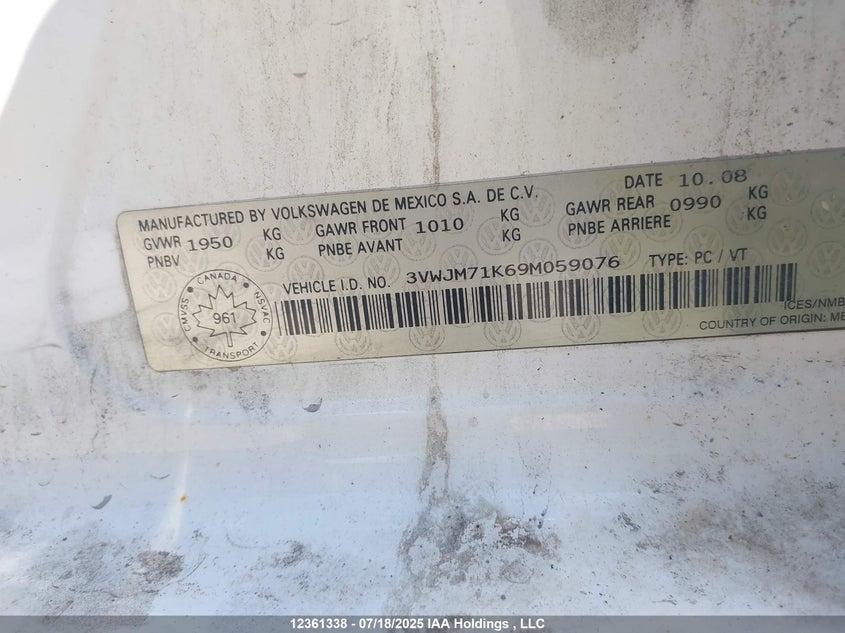 DATE 10.08
MANUFACTURED BY VOLKSWAGEN DE MEXICO S.A. DE C.V.
GVWR 1950 KG GAWR FRONT 1010 KG GAWR REAR 0990 KG
PNBV KG PNBE AVANT KG PNBE ARRIERE KG
VEHICLE I.D. NO. 3VWJM71K69M059076 TYPE: PC / VT
CANADA
CMVSS 961 NSVAC
TRANSPORT
ICES/NMB
COUNTRY OF ORIGIN:
12361338 - 07/18/2025 IAA Holdings , LLC